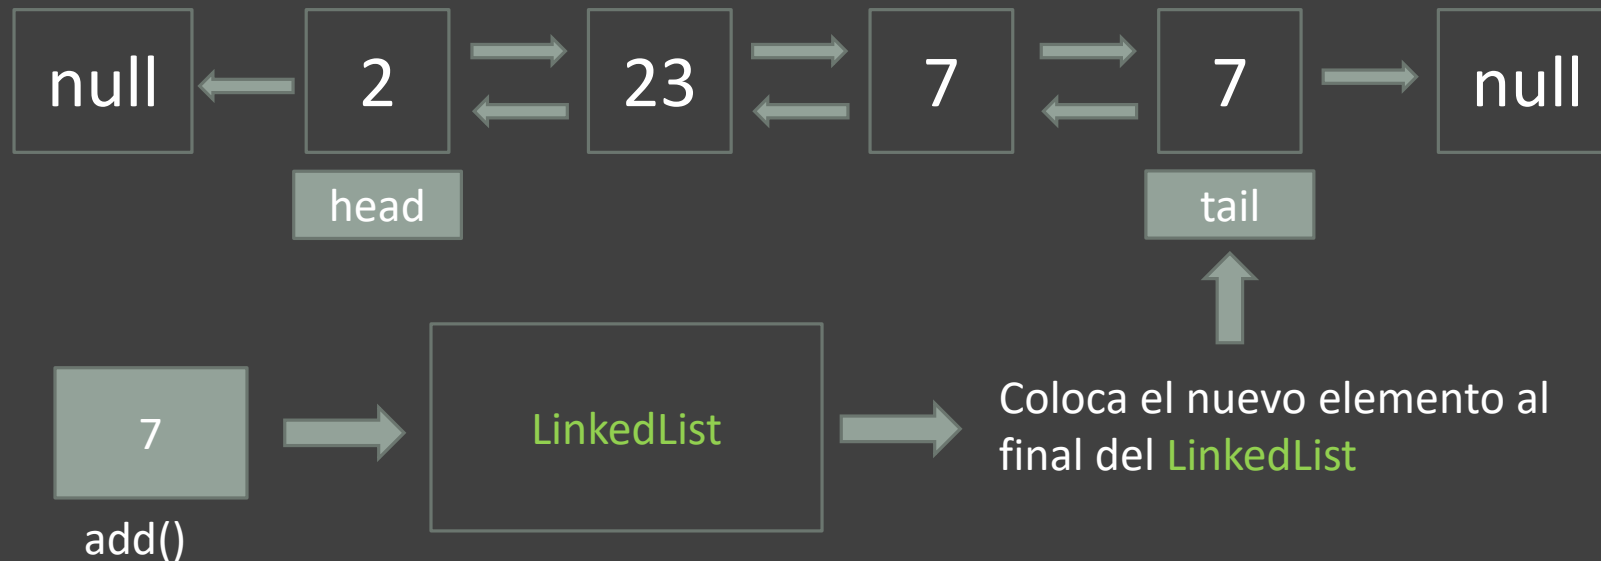 null
2
23
7
7
null
head
tail
7
add()
LinkedList
Coloca el nuevo elemento al
final del LinkedList